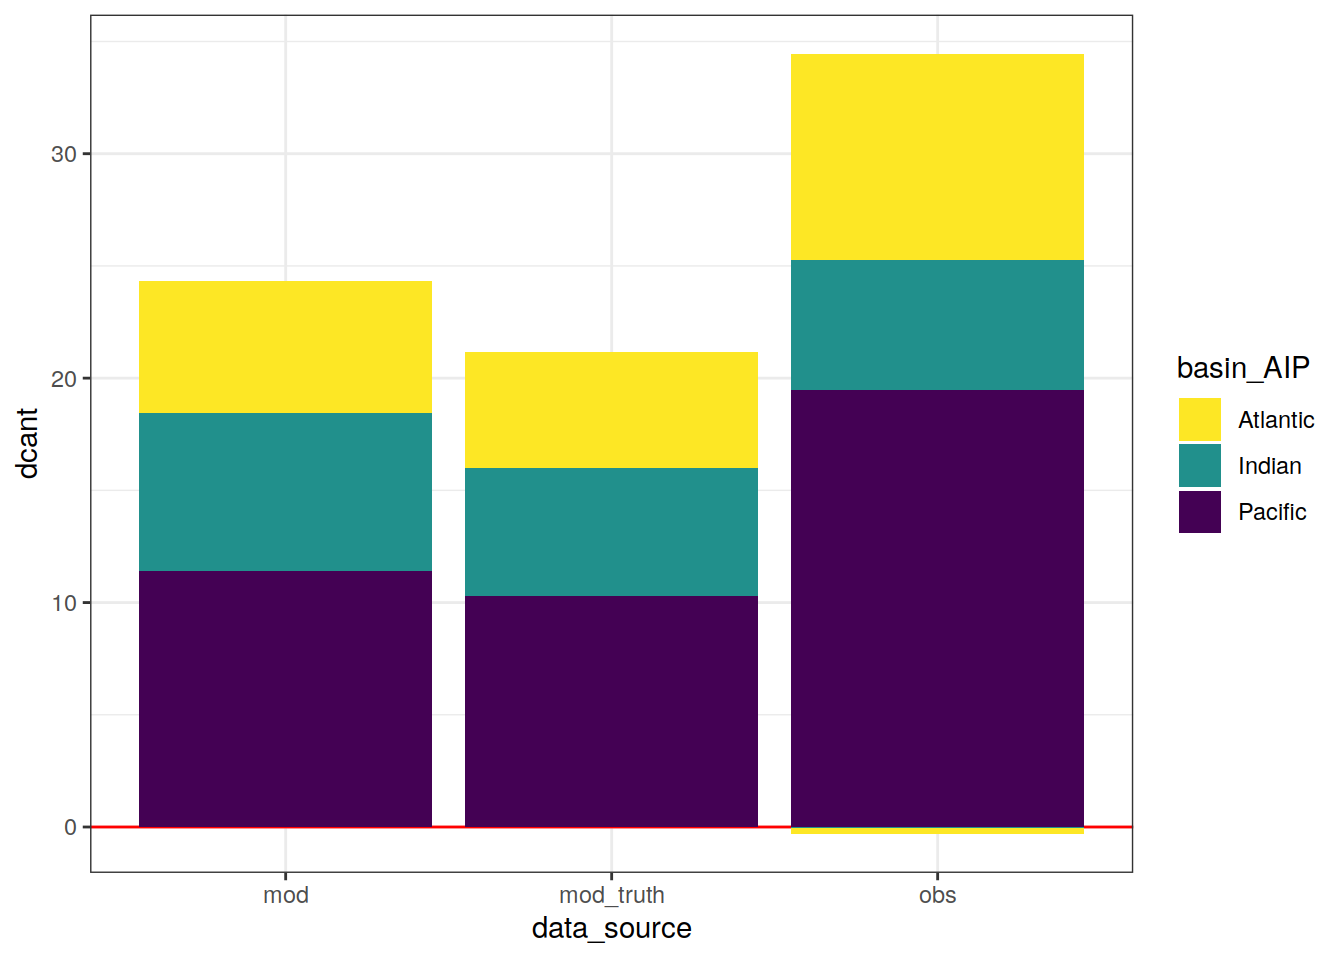 dcant
30
20
10
0
mod
mod_truth
obs
data_source
basin_AIP
Atlantic
Indian
Pacific